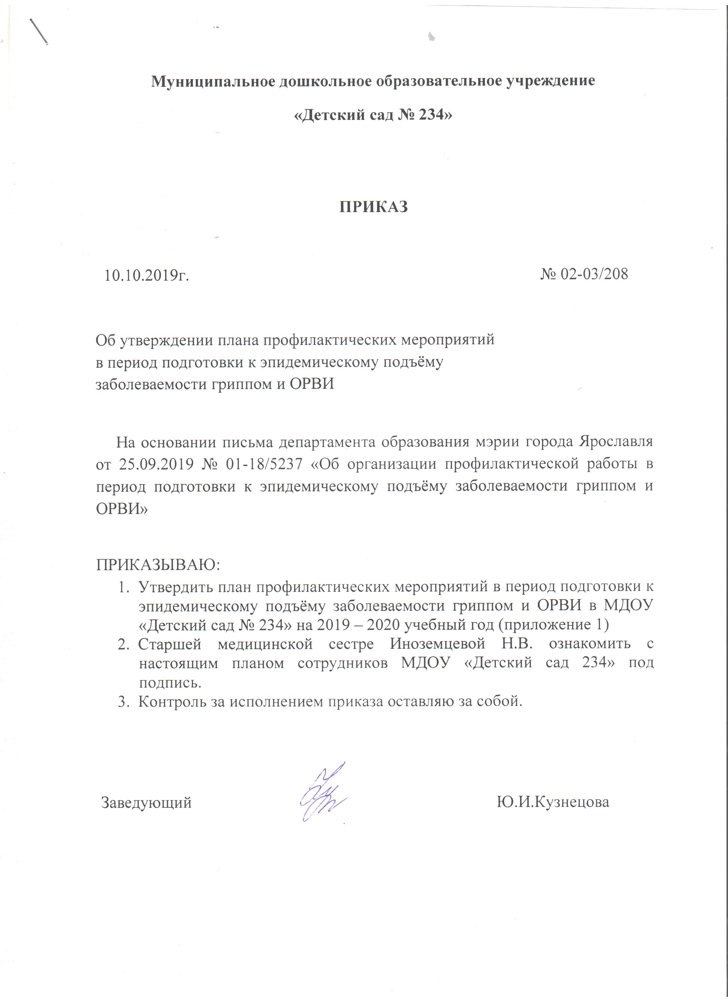 Муниципальное дошкольное образовательное учреждение
«Детский сад № 234»
ПРИКАЗ
10.10.2019г. № 02-03/208
Об утверждении плана профилактических мероприятий
в период подготовки к эпидемическому подъёму
заболеваемости гриппом и ОРВИ
На основании письма департамента образования мэрии города Ярославля
от 25.09.2019 № 01-18/5237 «Об организации профилактической работы в
период подготовки к эпидемическому подъёму заболеваемости гриппом и
ОРВИ»
ПРИКАЗЫВАЮ:
1. Утвердить план профилактических мероприятий в период подготовки к
эпидемическому подъёму заболеваемости гриппом и ОРВИ в МДОУ
«Детский сад № 234» на 2019 – 2020 учебный год (приложение 1)
2. Старшей медицинской сестре Иноземцевой Н.В. ознакомить с
настоящим планом сотрудников МДОУ «Детский сад 234» под
подпись.
3. Контроль за исполнением приказа оставляю за собой.
Заведующий Ю.И.Кузнецова